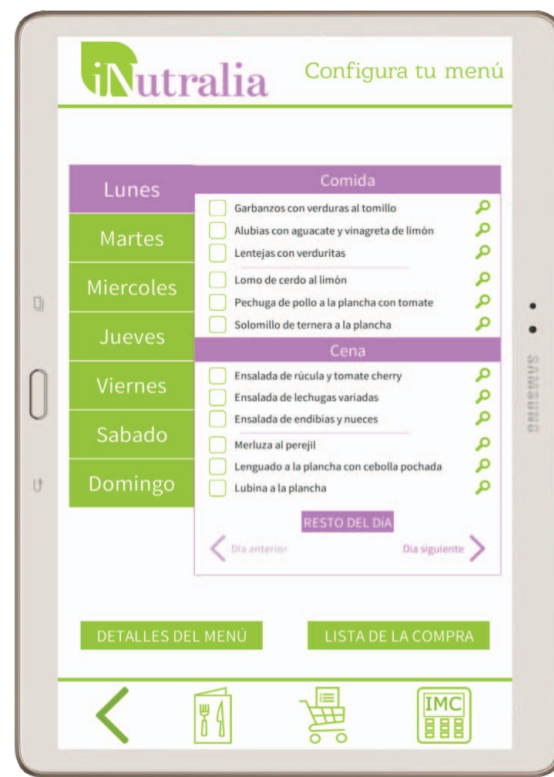 iNutralia
Configura tu menú
Lunes
Martes
Miercoles
Jueves
Viernes
Sabado
Domingo
Comida
Garbanzos con verduras al tomillo
Alubias con aguacate y vinagreta de limón
Lentejas con verduritas
Lomo de cerdo al limón
Pechuga de pollo a la plancha con tomate
Solomillo de ternera a la plancha
Cena
Ensalada de rúcula y tomate cherry
Ensalada de lechugas variadas
Ensalada de endibias y nueces
Merluza al perejil
Lenguado a la plancha con cebolla pochada
Lubina a la plancha
RESTO DEL DíA
Dia anterior
Dia siguiente
DETALLES DEL MENÚ
LISTA DE LA COMPRA
IMC
SAMSUNG